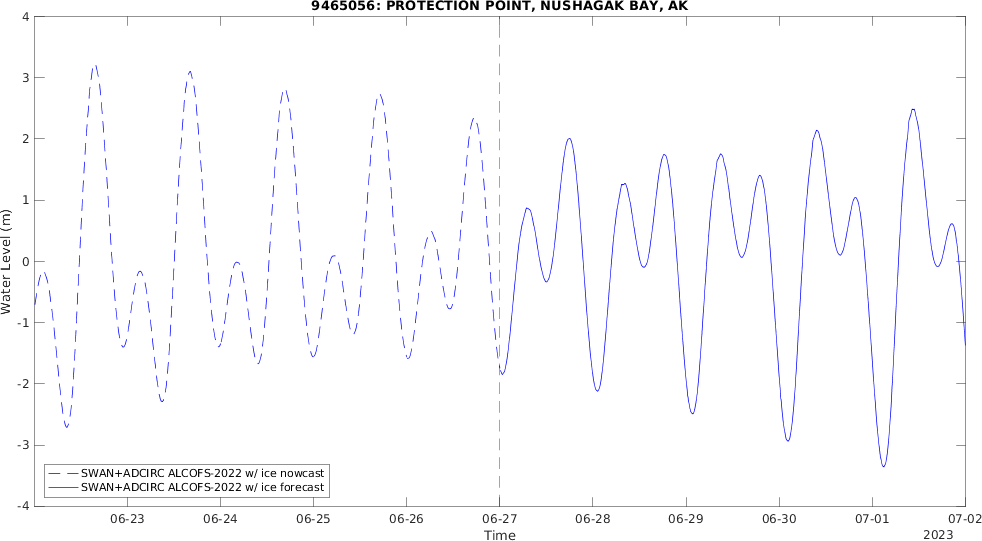 9465056: PROTECTION POINT, NUSHAGAK BAY, AK
4
3
2
1
0
-1
-2
-3
-4
Water Level (m)
SWAN+ADCIRC ALCOFS-2022 w/ ice nowcast
SWAN+ADCIRC ALCOFS-2022 w/ ice forecast
06-23 06-24 06-25 06-26 06-27 06-28 06-29 06-30 07-01 07-02
Time
2023